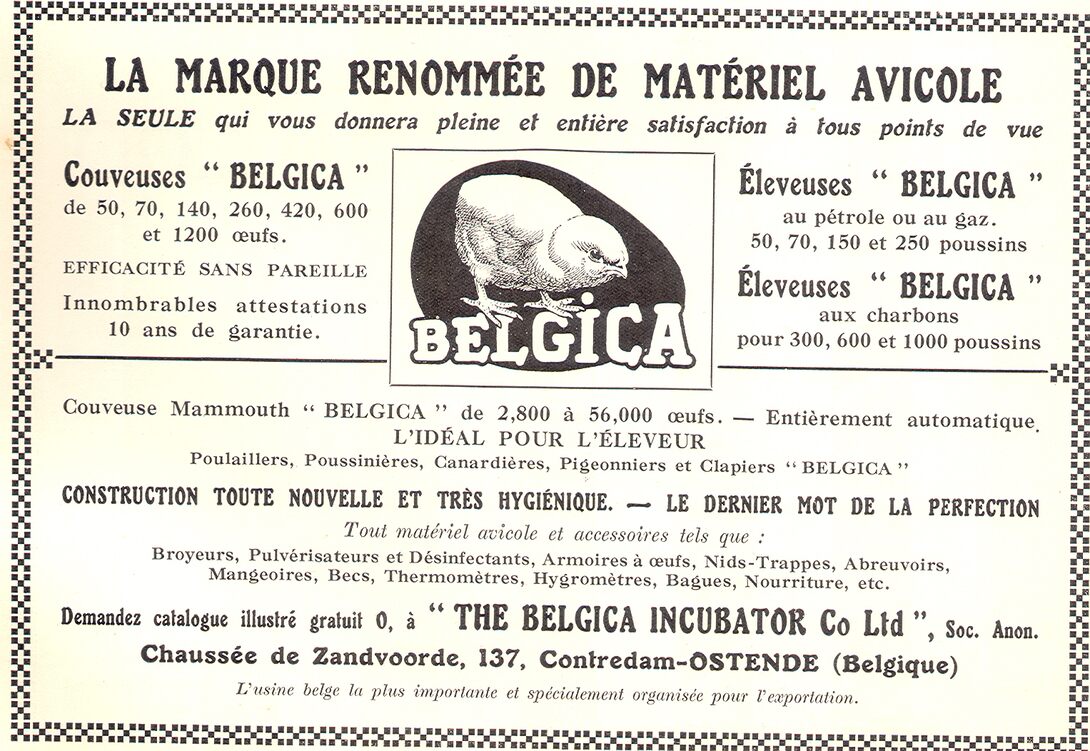 LA MARQUE RENOMMÉE DE MATÉRIEL AVICOLE
LA SEULE qui vous donnera pleine et entière satisfaction à tous points de vue
Couveuses “ BELGICA ”
de 50, 70, 140, 260, 420, 600
et 1200 œufs.
EFFICACITÉ SANS PAREILLE
Innombrables attestations
10 ans de garantie.
BELGICA
Éleveuses “ BELGICA ”
au pétrole ou au gaz.
50, 70, 150 et 250 poussins
Éleveuses “ BELGICA ”
aux charbons
pour 300, 600 et 1000 poussins
Couveuse Mammouth “ BELGICA ” de 2,800 à 56,000 œufs. — Entièrement automatique.
L'IDÉAL POUR L'ÉLEVEUR
Poulaillers, Poussinières, Canardières, Pigeonniers et Clapiers “ BELGICA ”
CONSTRUCTION TOUTE NOUVELLE ET TRÈS HYGIÉNIQUE. — LE DERNIER MOT DE LA PERFECTION
Tout matériel avicole et accessoires tels que :
Broyeurs, Pulvérisateurs et Désinfectants, Armoires à œufs, Nids-Trappes, Abreuvoirs,
Mangeoires, Becs, Thermomètres, Hygromètres, Bagues, Nourriture, etc.
Demandez catalogue illustré gratuit O, à “ THE BELGICA INCUBATOR Co Ltd ”, Soc. Anon.
Chaussée de Zandvoorde, 137, Contredam-OSTENDE (Belgique)
L'usine belge la plus importante et spécialement organisée pour l'exportation.